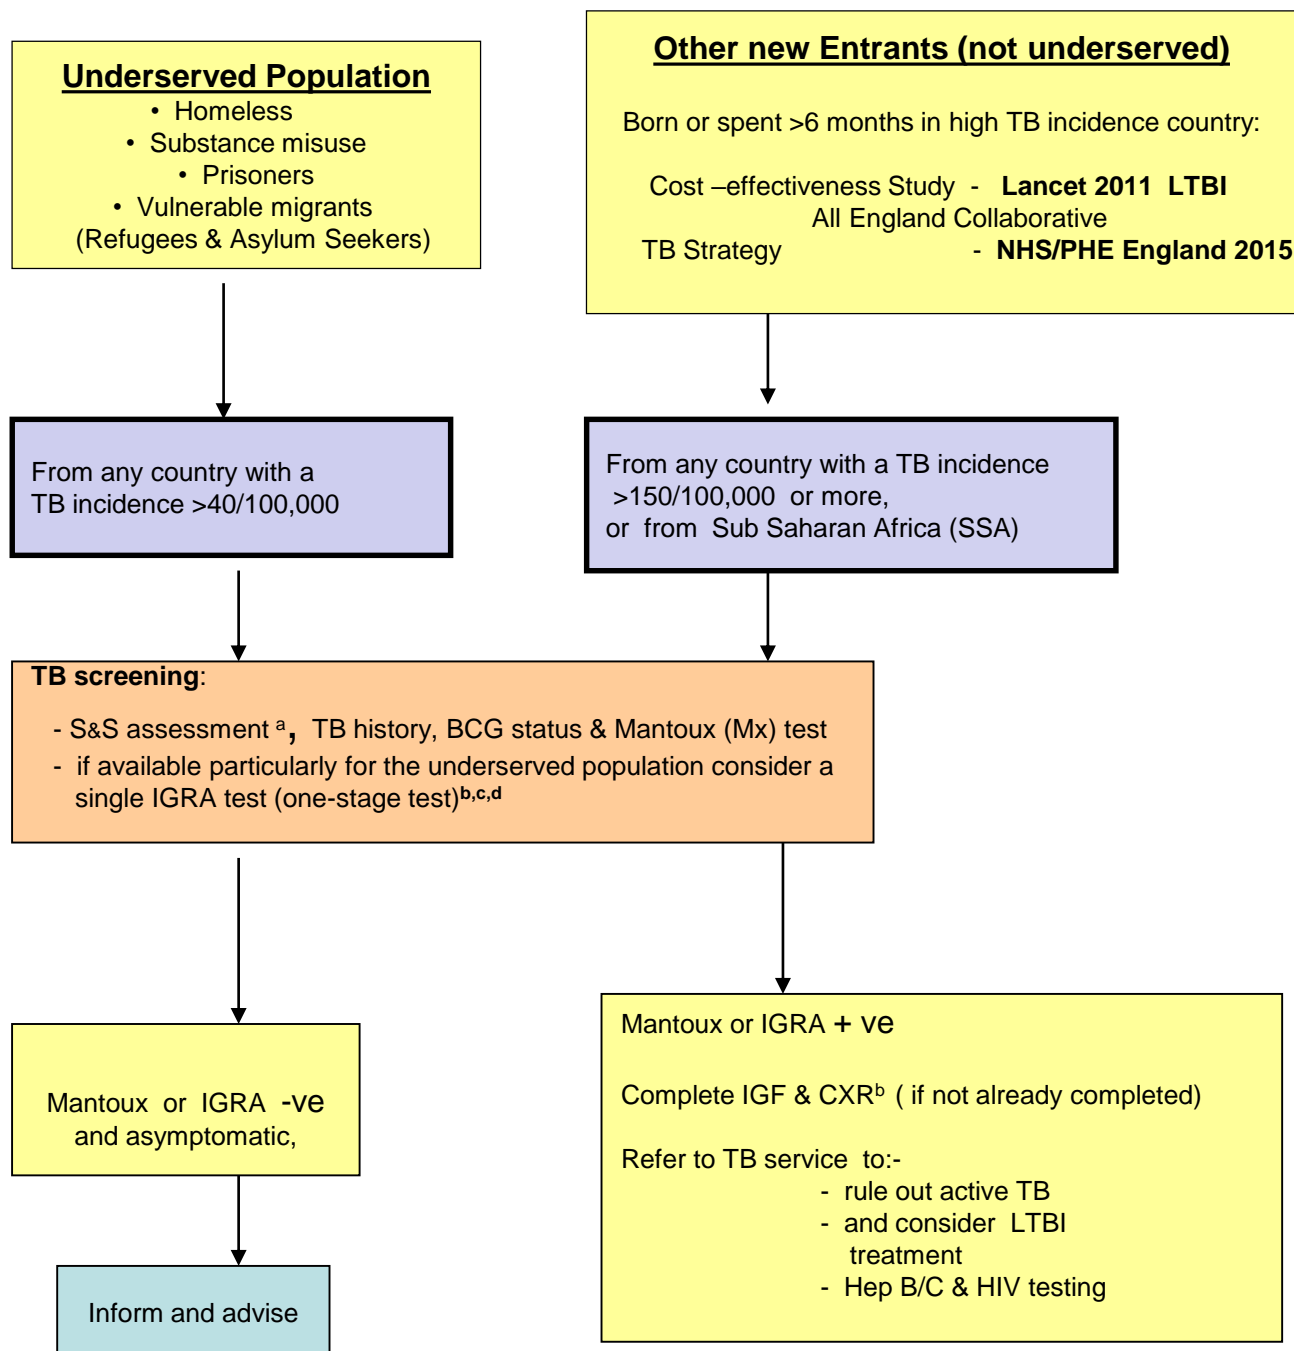 Underserved Population
• Homeless
• Substance misuse
• Prisoners
• Vulnerable migrants
(Refugees & Asylum Seekers)
Other new Entrants (not underserved)
Born or spent >6 months in high TB incidence country:
Cost –effectiveness Study - Lancet 2011 LTBI
All England Collaborative
TB Strategy - NHS/PHE England 2015
From any country with a
TB incidence >40/100,000
From any country with a TB incidence
>150/100,000 or more,
or from Sub Saharan Africa (SSA)
TB screening:
- S&S assessment a, TB history, BCG status & Mantoux (Mx) test
- if available particularly for the underserved population consider a
single IGRA test (one-stage test)b,c,d
Mantoux or IGRA -ve
and asymptomatic,
Inform and advise
Mantoux or IGRA + ve
Complete IGF & CXRb ( if not already completed)
Refer to TB service to:-
- rule out active TB
- and consider LTBI
treatment
- Hep B/C & HIV testing